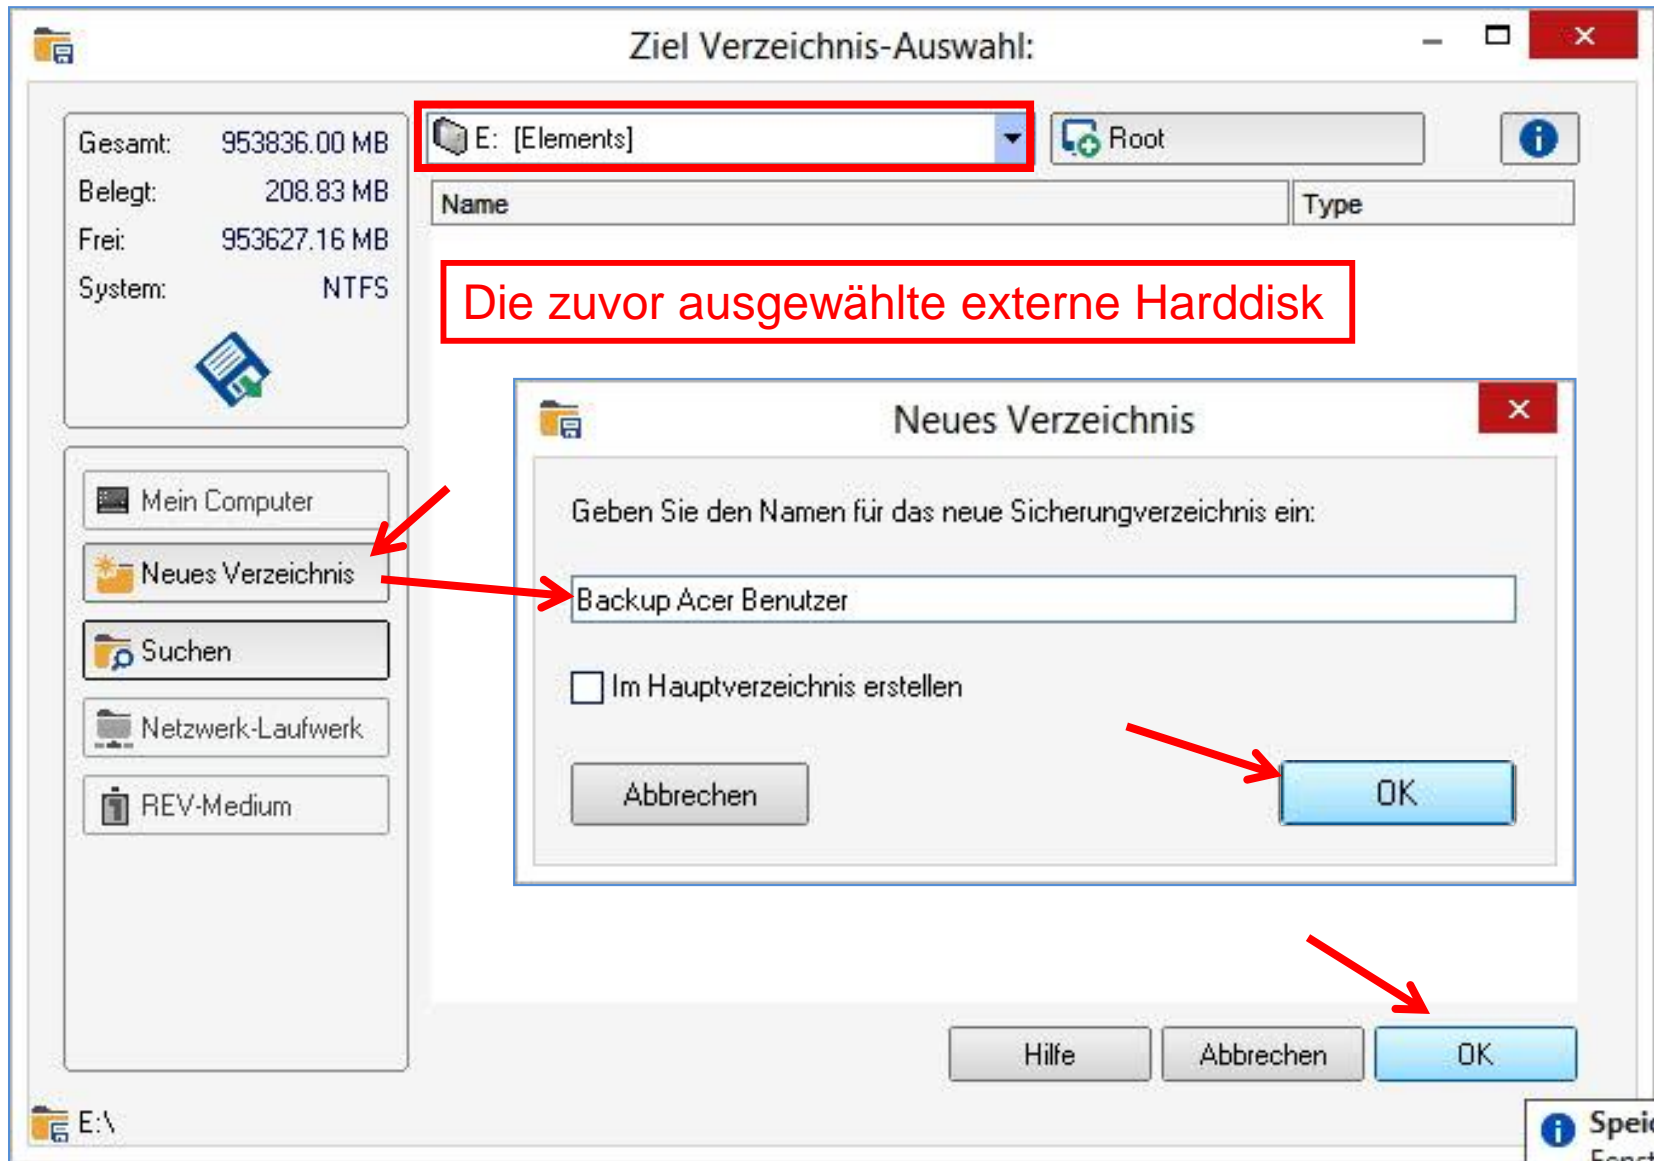 Ziel Verzeichnis-Auswahl:
Gesamt: 953836.00 MB
Belegt: 208.83 MB
Frei: 953627.16 MB
System: NTFS
E: [Elements]
Root
Name Type
Die zuvor ausgewählte externe Harddisk
Mein Computer
Neues Verzeichnis
Suchen
Netzwerk-Laufwerk
REV-Medium
Neues Verzeichnis
Geben Sie den Namen für das neue Sicherungverzeichnis ein:
Backup Acer Benutzer
Im Hauptverzeichnis erstellen
Abbrechen OK
Hilfe Abbrechen OK
E:\